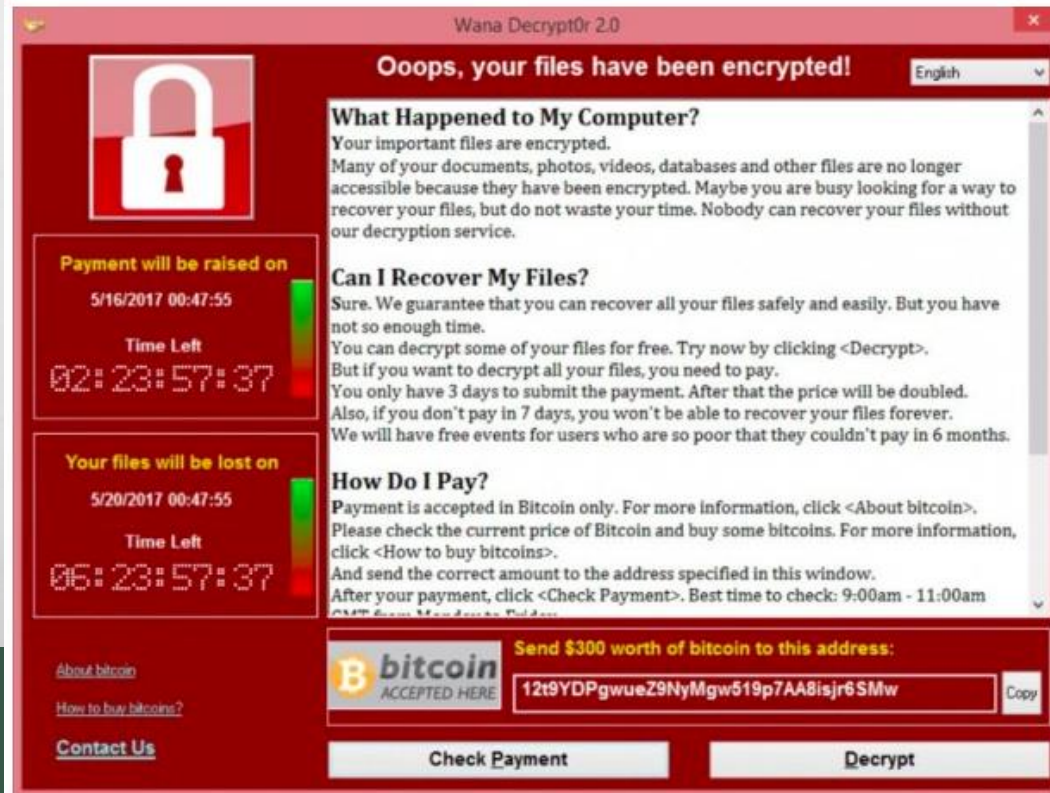 Wana Decrypt0r 2.0
Ooops, your files have been encrypted!
English
What Happened to My Computer?
Your important files are encrypted.
Many of your documents, photos, videos, databases and other files are no longer
accessible because they have been encrypted. Maybe you are busy looking for a way to
recover your files, but do not waste your time. Nobody can recover your files without
our decryption service.
Can I Recover My Files?
Sure. We guarantee that you can recover all your files safely and easily. But you have
not so enough time.
You can decrypt some of your files for free. Try now by clicking <Decrypt>.
But if you want to decrypt all your files, you need to pay.
You only have 3 days to submit the payment. After that the price will be doubled.
Also, if you don't pay in 7 days, you won't be able to recover your files forever.
We will have free events for users who are so poor that they couldn't pay in 6 months.
How Do I Pay?
Payment is accepted in Bitcoin only. For more information, click <About bitcoin>.
Please check the current price of Bitcoin and buy some bitcoins. For more information,
click <How to buy bitcoins>.
And send the correct amount to the address specified in this window.
After your payment, click <Check Payment>. Best time to check: 9:00am - 11:00am
GMT from Monday to Friday
Payment will be raised on
5/16/2017 00:47:55
Time Left
02:23:57:37
Your files will be lost on
5/20/2017 00:47:55
Time Left
06:23:57:37
About bitcoin
How to buy bitcoins?
Contact Us
bitcoin
ACCEPTED HERE
Send $300 worth of bitcoin to this address:
12t9YDPgwueZ9NyMgw519p7AA8isjr6SMw
Copy
Check Payment
Decrypt